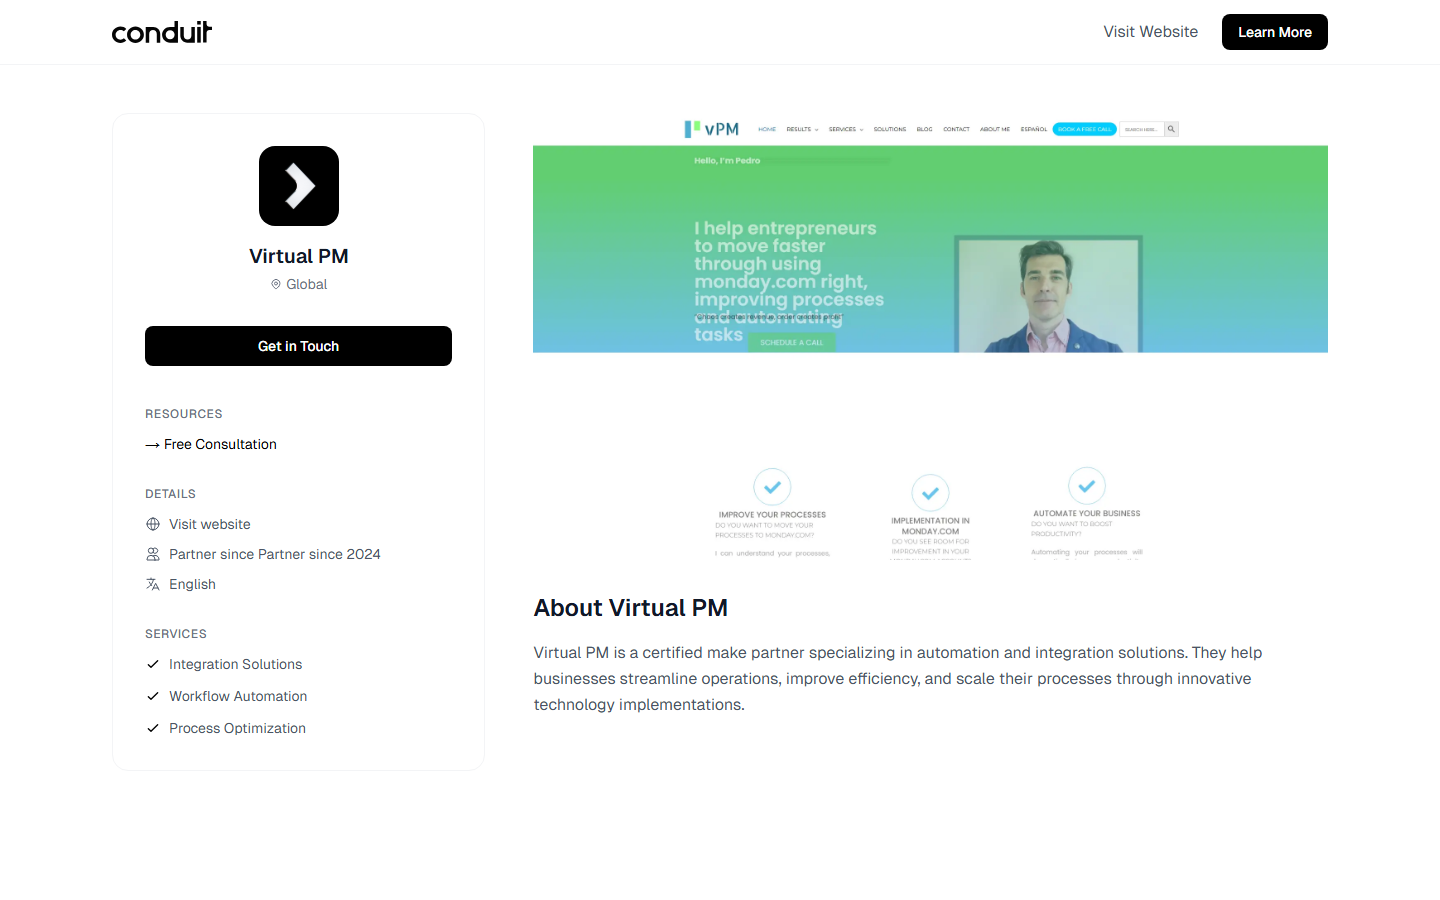 conduit
Visit Website
Learn More
Virtual PM
Global
Get in Touch
RESOURCES
→ Free Consultation
DETAILS
Visit website
Partner since Partner since 2024
English
SERVICES
Integration Solutions
Workflow Automation
Process Optimization
vPM
HOME RESULTS SERVICES SOLUTIONS BLOG CONTACT ABOUT ME ESPAÑOL BOOK A FREE CALL SEARCH HERE...
Hello, I'm Pedro
I help entrepreneurs
to move faster
through using
monday.com right,
improving processes
and automating
tasks
SCHEDULE A CALL
IMPROVE YOUR PROCESSES
DO YOU WANT TO MOVE YOUR
PROCESSES TO MONDAY.COM?
I can understand your processes,
IMPLEMENTATION IN
MONDAY.COM
DO YOU SEE ROOM FOR
IMPROVEMENT IN YOUR
AUTOMATE YOUR BUSINESS
DO YOU WANT TO BOOST
PRODUCTIVITY?
Automating your processes will
About Virtual PM
Virtual PM is a certified make partner specializing in automation and integration solutions. They help
businesses streamline operations, improve efficiency, and scale their processes through innovative
technology implementations.